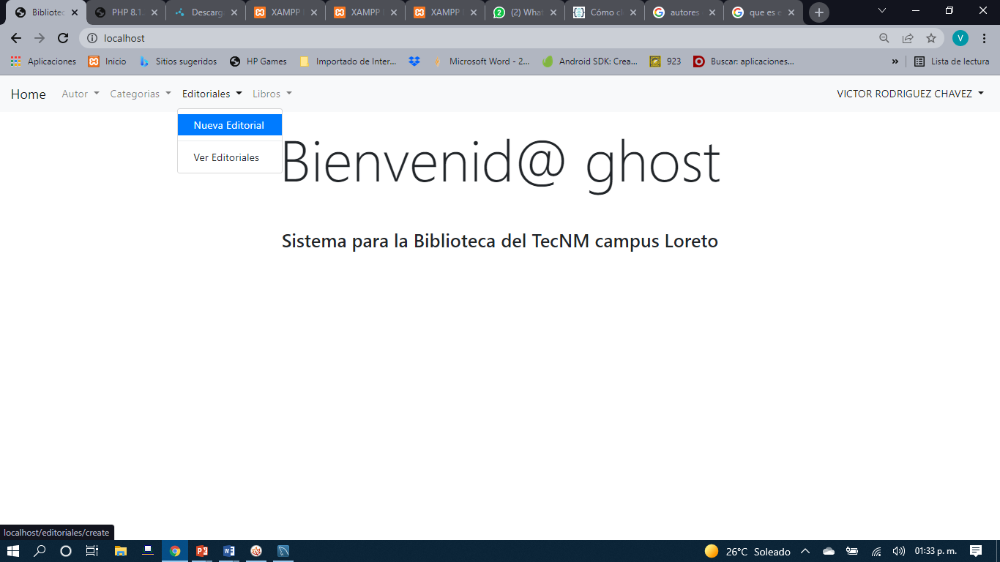 Bibliotec
PHP 8.1.
Descarg
XAMPP
XAMPP
XAMPP
(2) What
Cómo cl
autores
que es e
localhost
V
Aplicaciones
Inicio
Sitios sugeridos
HP Games
Importado de Inter...
Microsoft Word - 2...
Android SDK: Crea...
923
Buscar: aplicaciones...
»
Lista de lectura
Home
Autor
Categorias
Editoriales
Libros
VICTOR RODRIGUEZ CHAVEZ
Nueva Editorial
Ver Editoriales
Bienvenid@ ghost
Sistema para la Biblioteca del TecNM campus Loreto
localhost/editoriales/create
26°C Soleado
01:33 p. m.